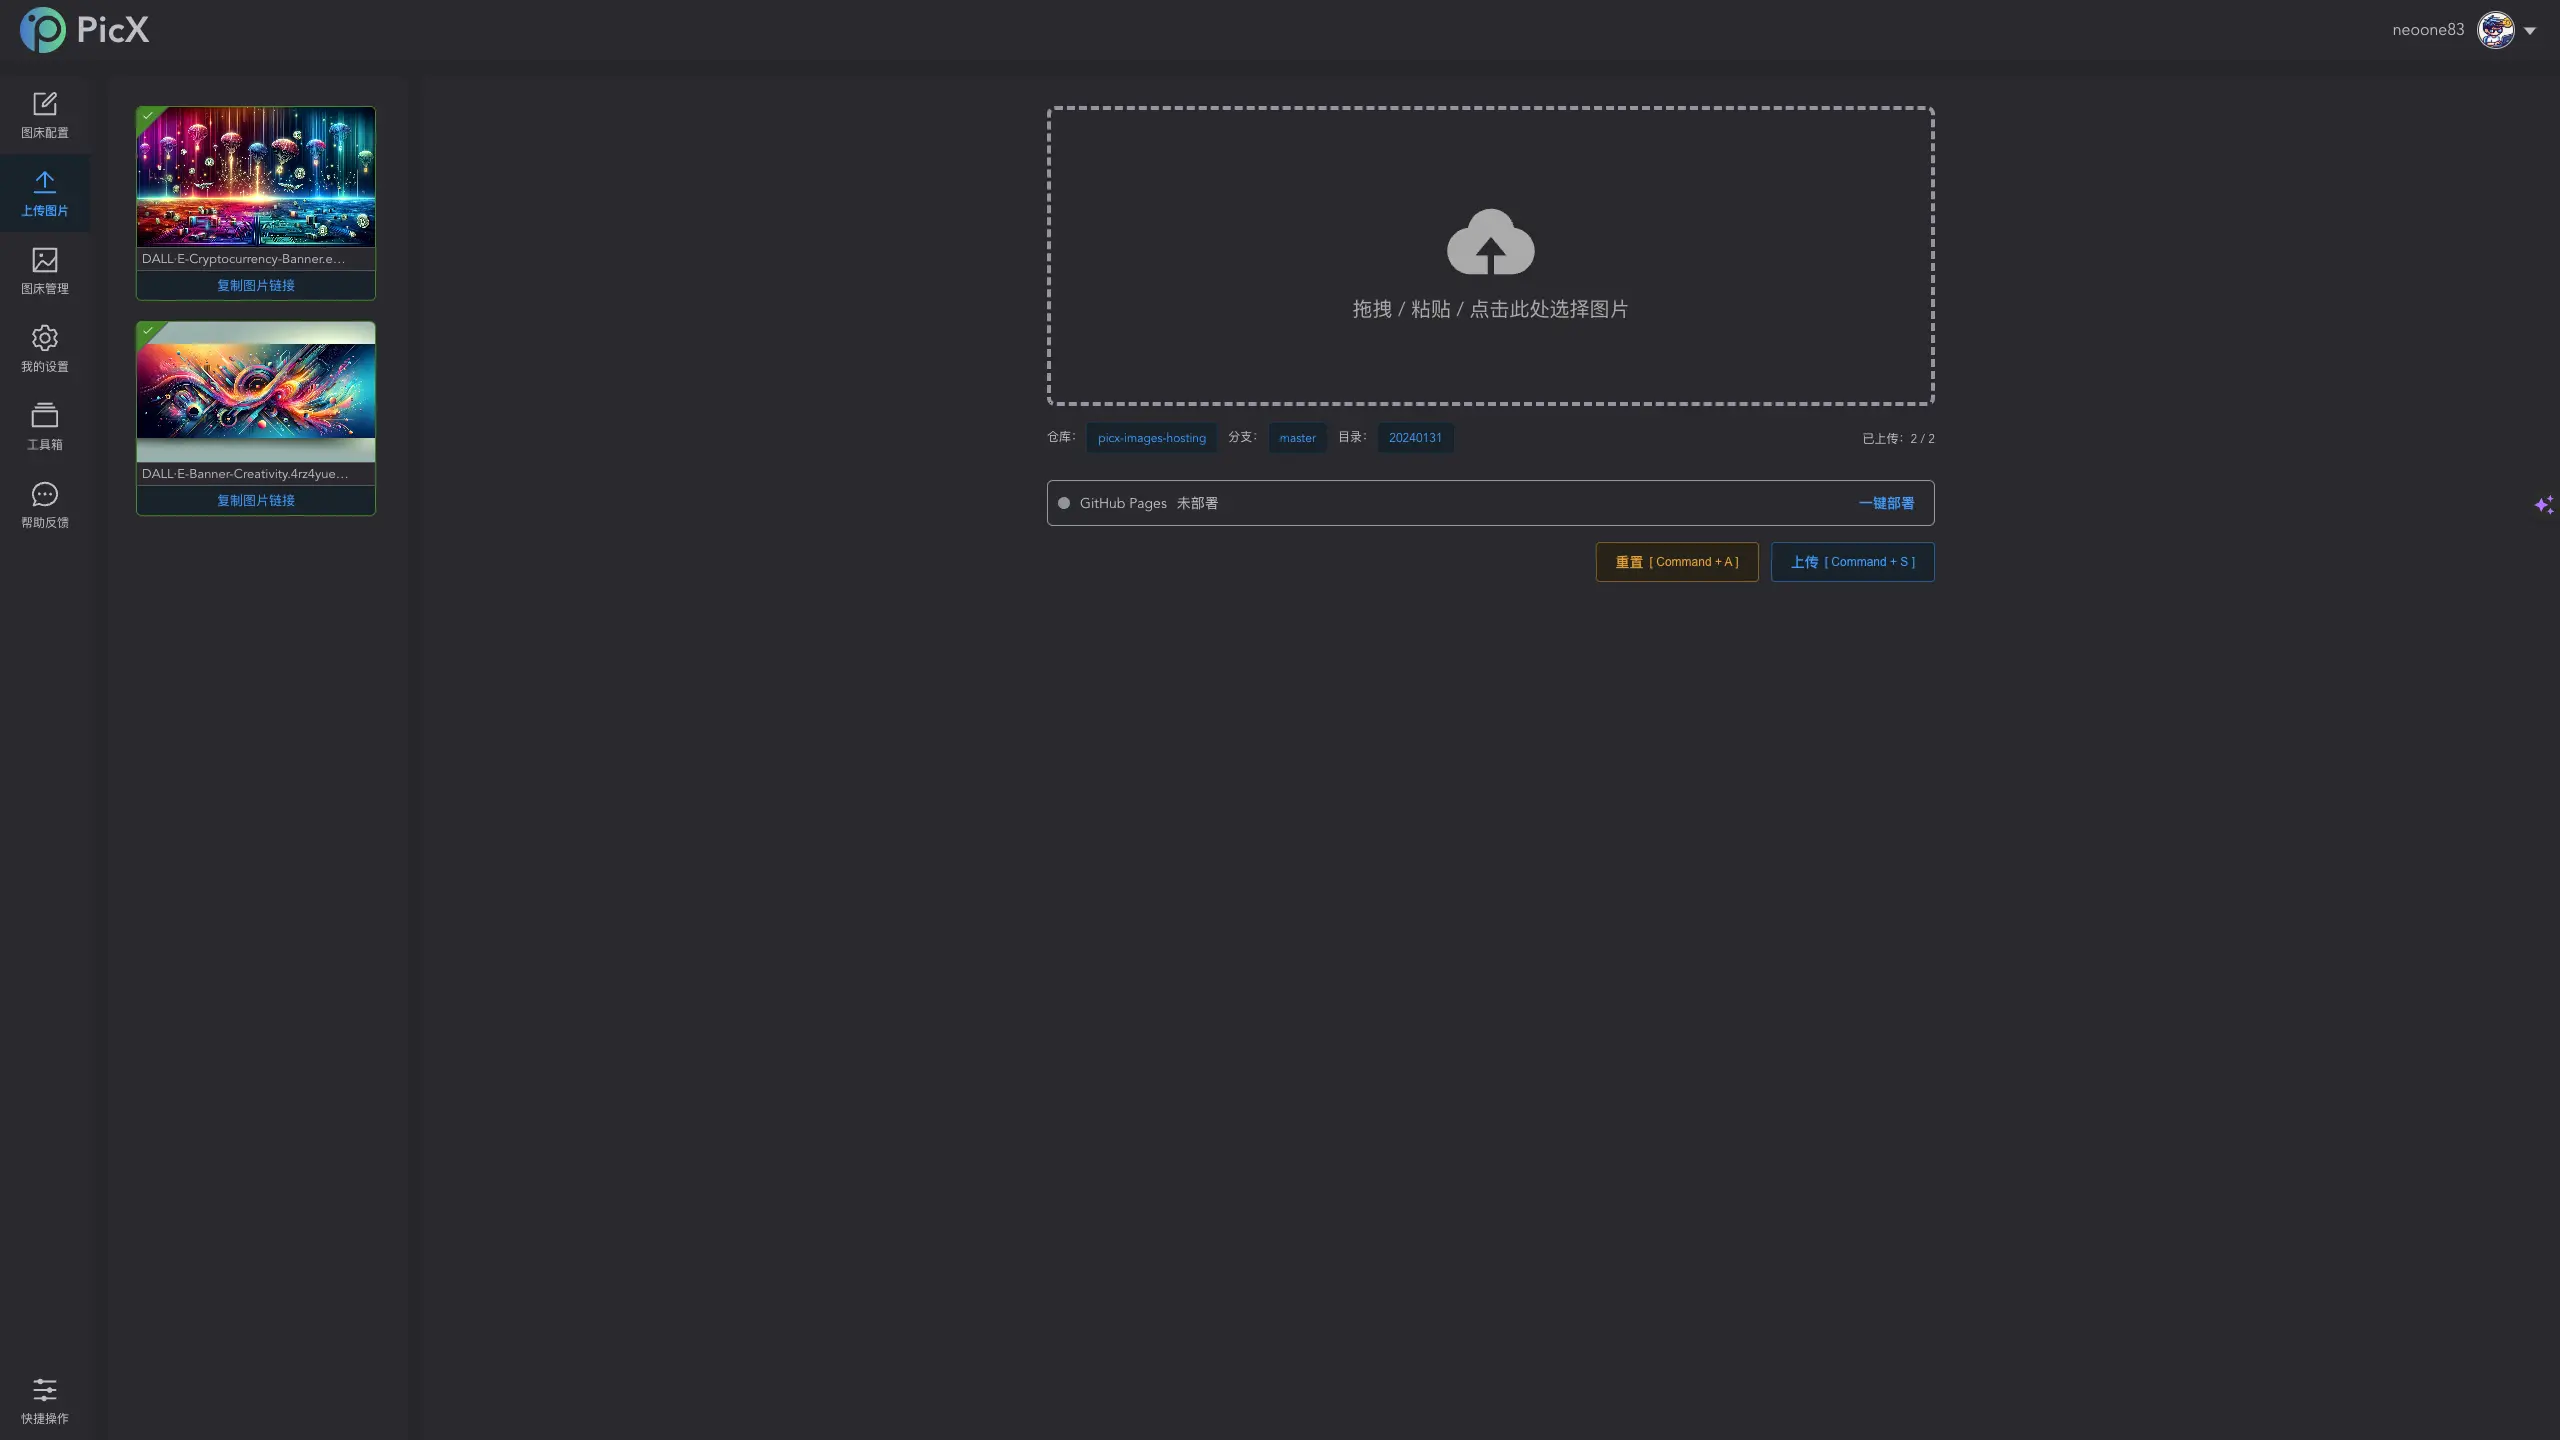 PicX
neoone83
图床配置
上传图片
图床管理
我的设置
工具箱
帮助反馈
快捷操作
DALL·E-Cryptocurrency-Banner.e…
复制图片链接
DALL·E-Banner-Creativity.4rz4yue…
复制图片链接
拖拽 / 粘贴 / 点击此处选择图片
仓库： picx-images-hosting 分支： master 目录： 20240131 已上传：2 / 2
GitHub Pages 未部署 一键部署
重置 [ Command + A ] 上传 [ Command + S ]